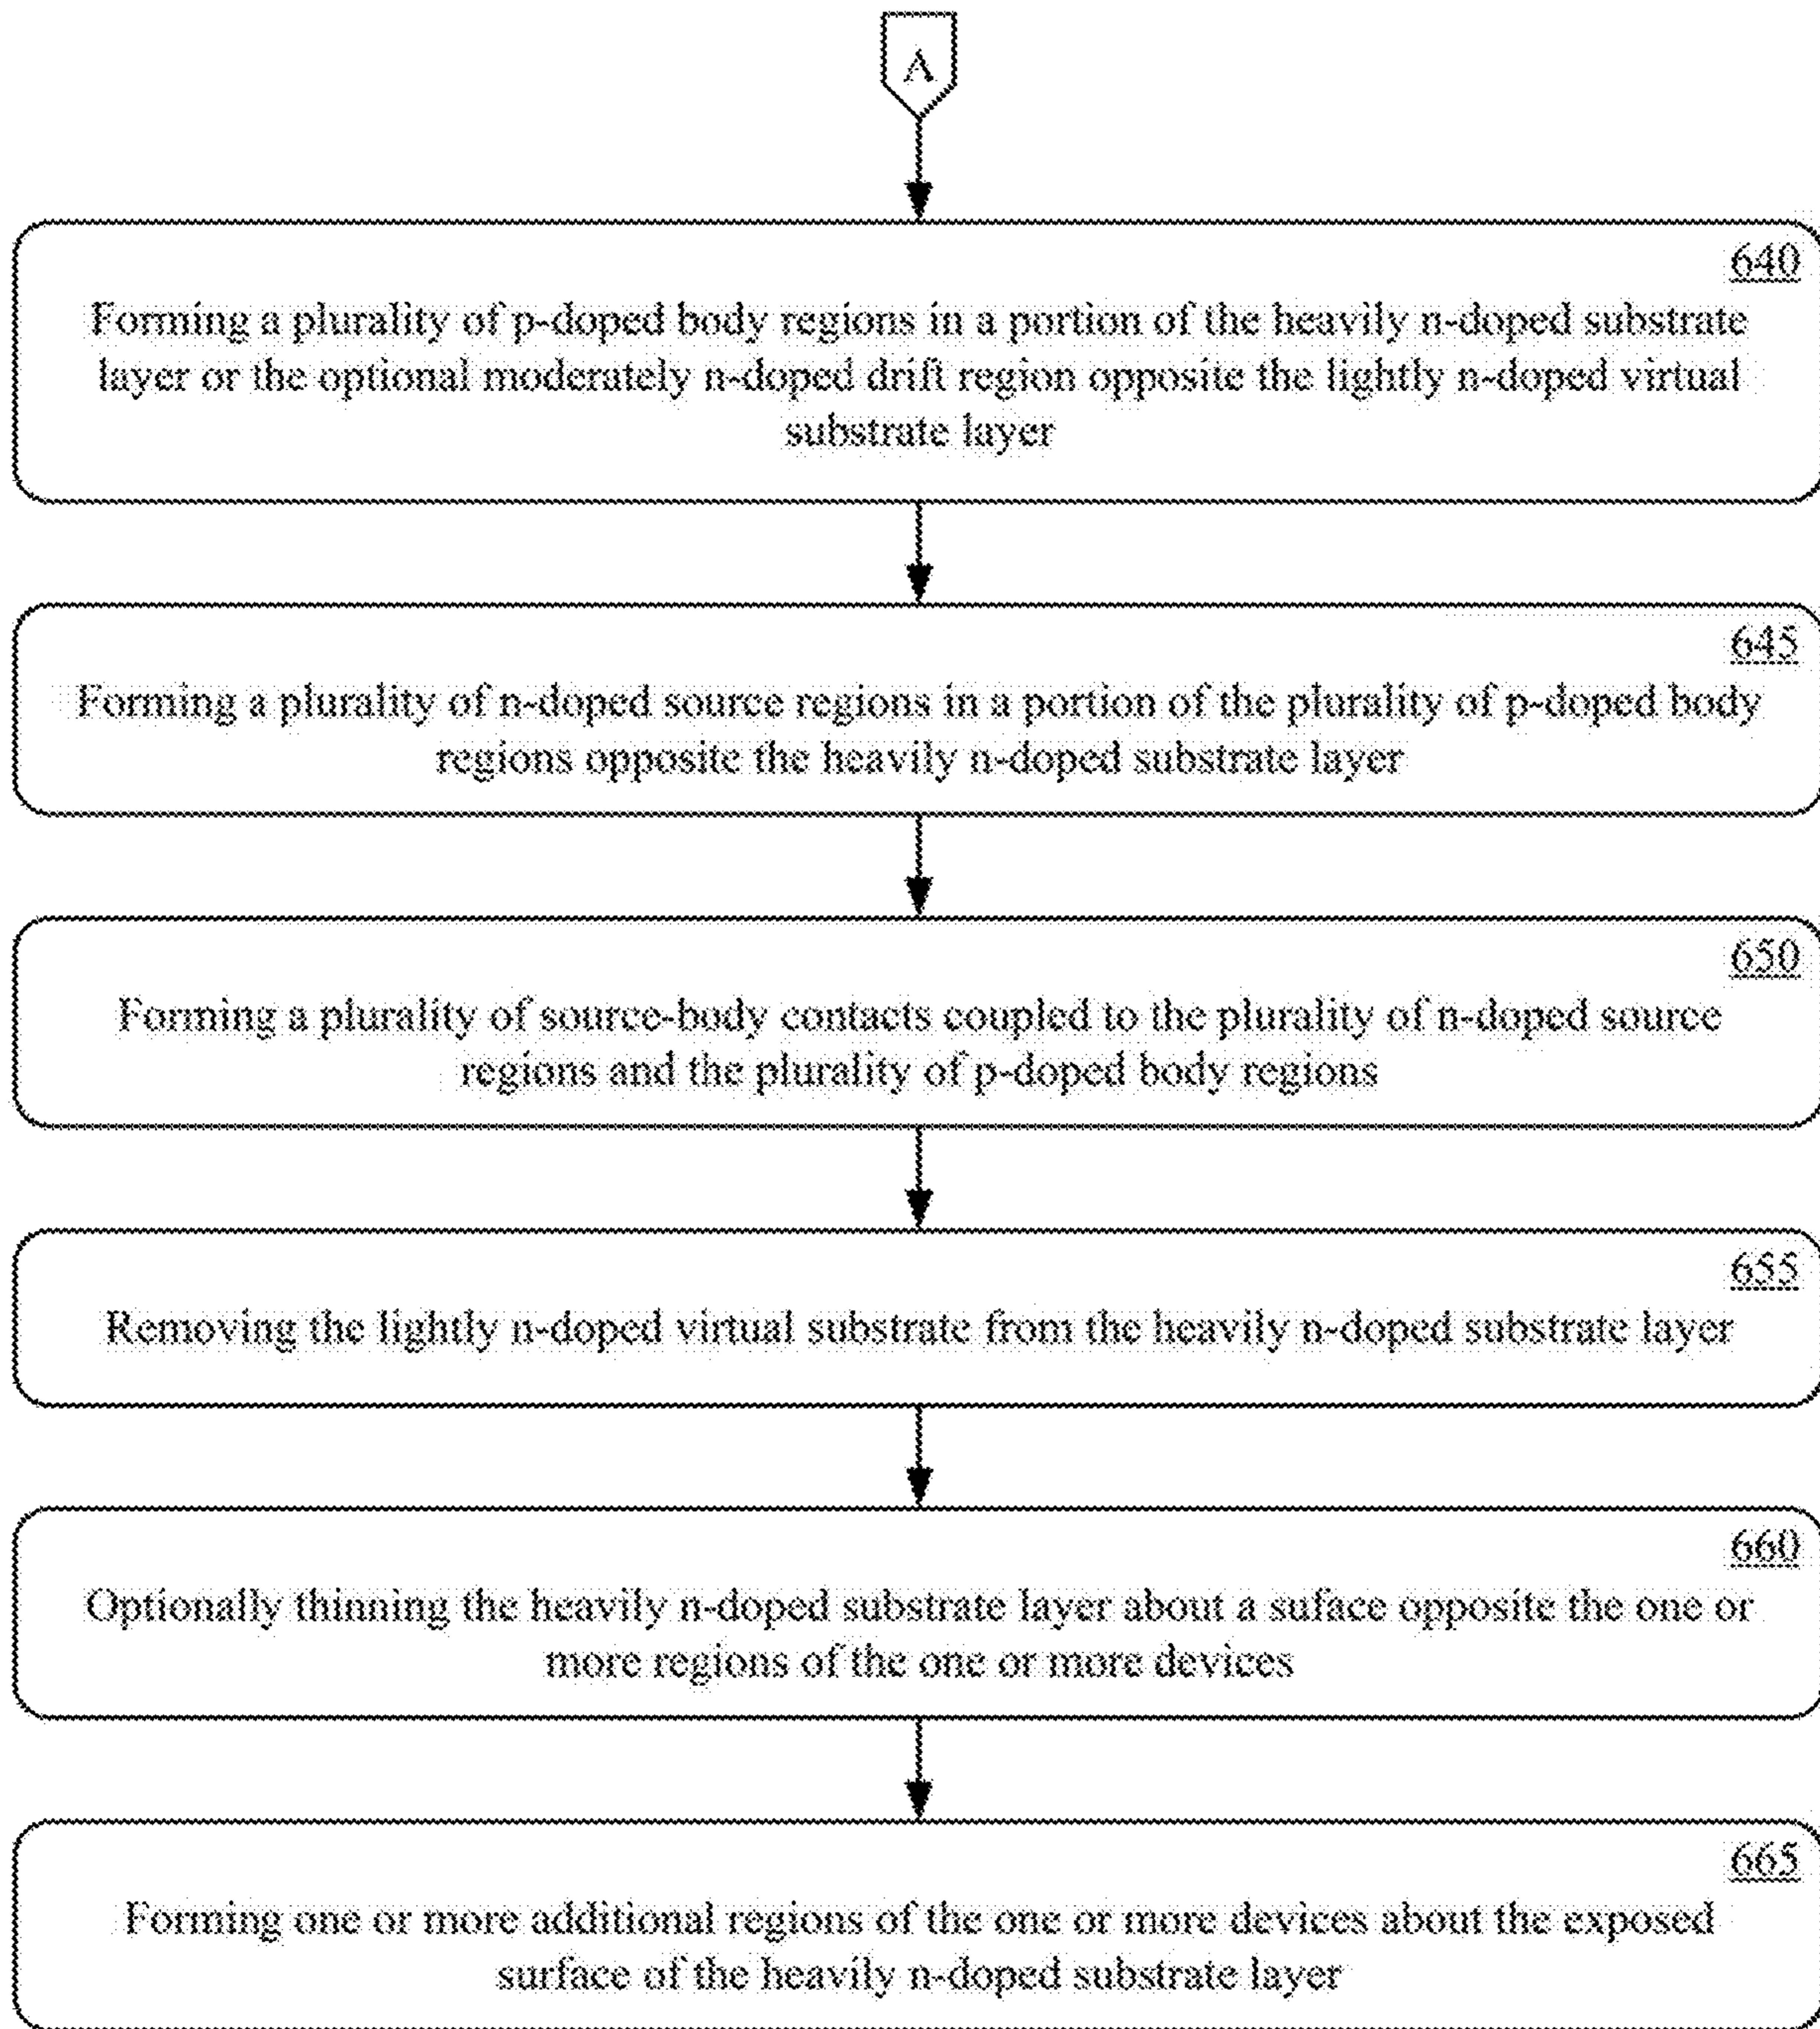 A
640
Forming a plurality of p-doped body regions in a portion of the heavily n-doped substrate
layer or the optional moderately n-doped drift region opposite the lightly n-doped virtual
substrate layer
645
Forming a plurality of n-doped source regions in a portion of the plurality of p-doped body
regions opposite the heavily n-doped substrate layer
650
Forming a plurality of source-body contacts coupled to the plurality of n-doped source
regions and the plurality of p-doped body regions
655
Removing the lightly n-doped virtual substrate from the heavily n-doped substrate layer
660
Optionally thinning the heavily n-doped substrate layer about a suface opposite the one or
more regions of the one or more devices
665
Forming one or more additional regions of the one or more devices about the exposed
surface of the heavily n-doped substrate layer